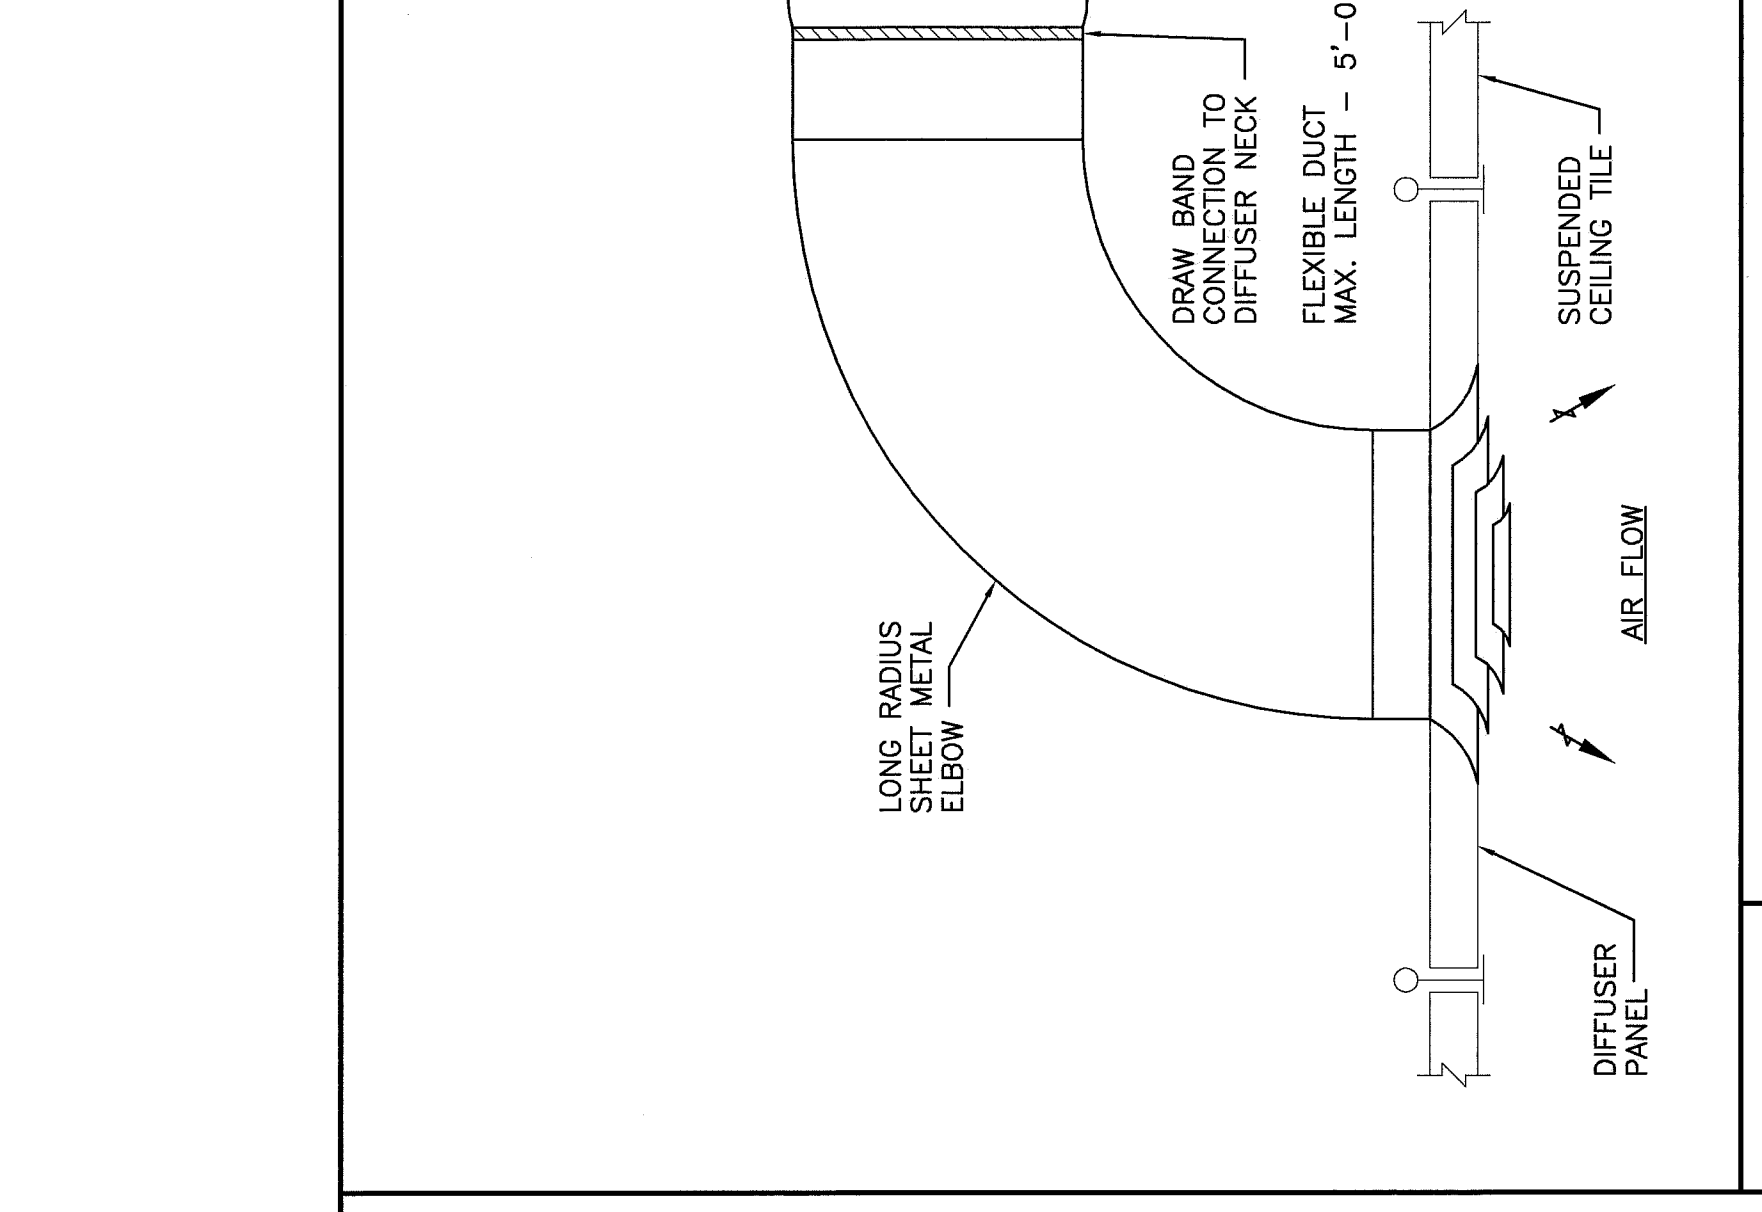 LONG RADIUS
SHEET METAL
ELBOW
DRAW BAND
CONNECTION TO
DIFFUSER NECK
FLEXIBLE DUCT
MAX. LENGTH – 5'-0
SUSPENDED
CEILING TILE
AIR FLOW
DIFFUSER
PANEL